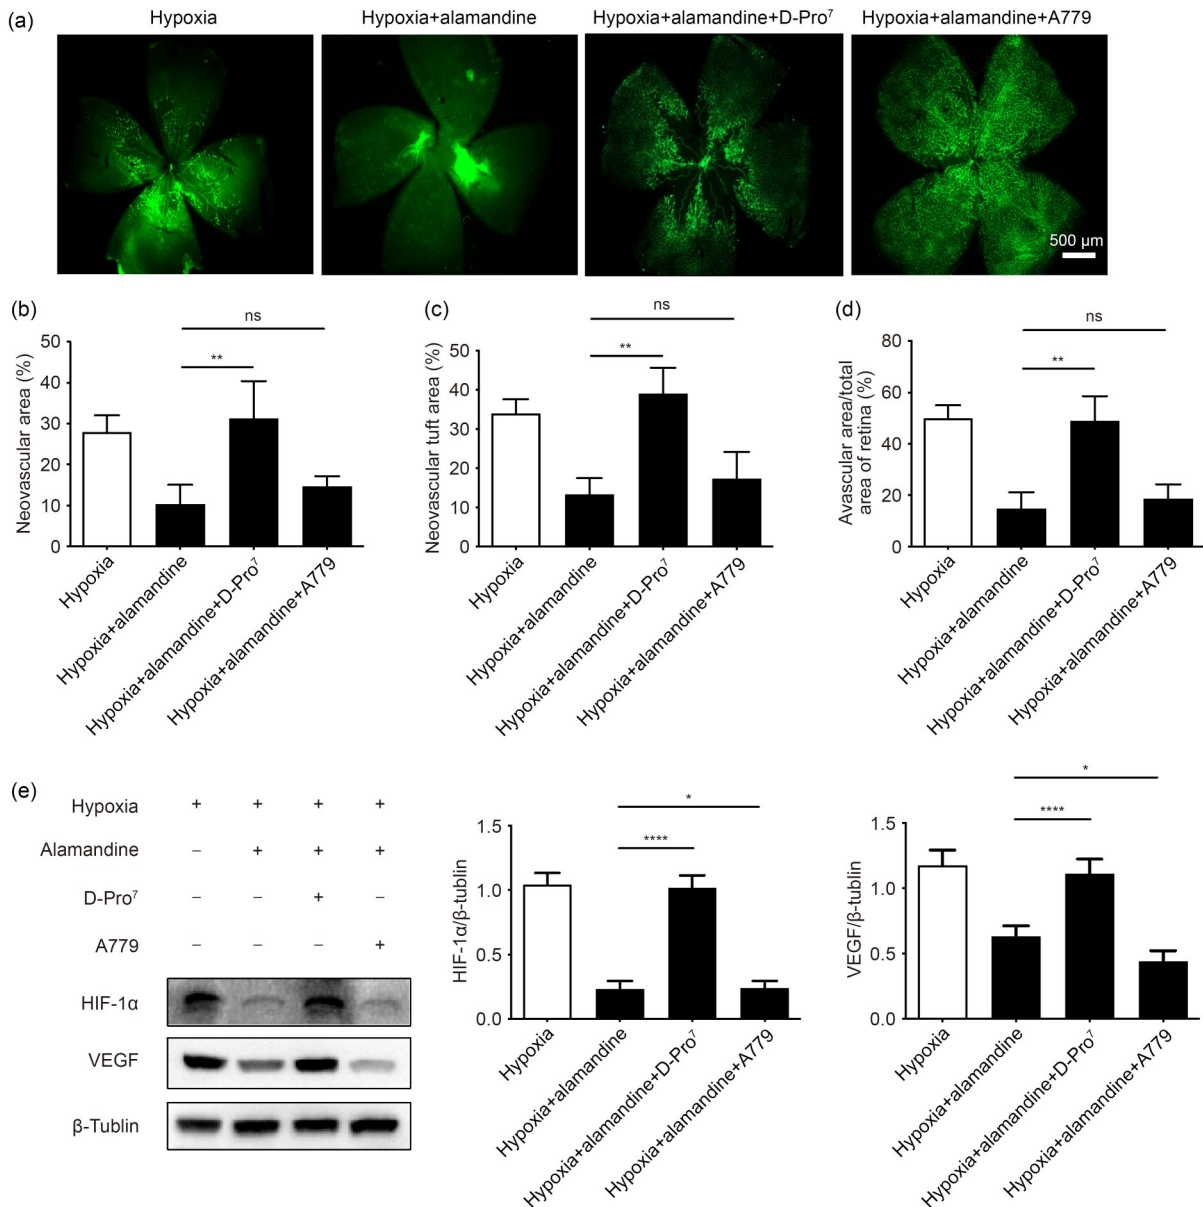 (a)
Hypoxia
Hypoxia+alamandine
Hypoxia+alamandine+D-Pro⁷
Hypoxia+alamandine+A779
500 μm
(b)
ns
**
Neovascular area (%)
50
40
30
20
10
0
Hypoxia
Hypoxia+alamandine
Hypoxia+alamandine+D-Pro⁷
Hypoxia+alamandine+A779
(c)
ns
**
Neovascular tuft area (%)
50
40
30
20
10
0
Hypoxia
Hypoxia+alamandine
Hypoxia+alamandine+D-Pro⁷
Hypoxia+alamandine+A779
(d)
ns
**
Avascular area/total
area of retina (%)
80
60
40
20
0
Hypoxia
Hypoxia+alamandine
Hypoxia+alamandine+D-Pro⁷
Hypoxia+alamandine+A779
(e)
Hypoxia + + + +
Alamandine – + + +
D-Pro⁷ – – + –
A779 – – – +
HIF-1α
VEGF
β-Tublin
*
****
HIF-1α/β-tublin
1.5
1.0
0.5
0.0
Hypoxia
Hypoxia+alamandine
Hypoxia+alamandine+D-Pro⁷
Hypoxia+alamandine+A779
*
****
VEGF/β-tublin
1.5
1.0
0.5
0.0
Hypoxia
Hypoxia+alamandine
Hypoxia+alamandine+D-Pro⁷
Hypoxia+alamandine+A779